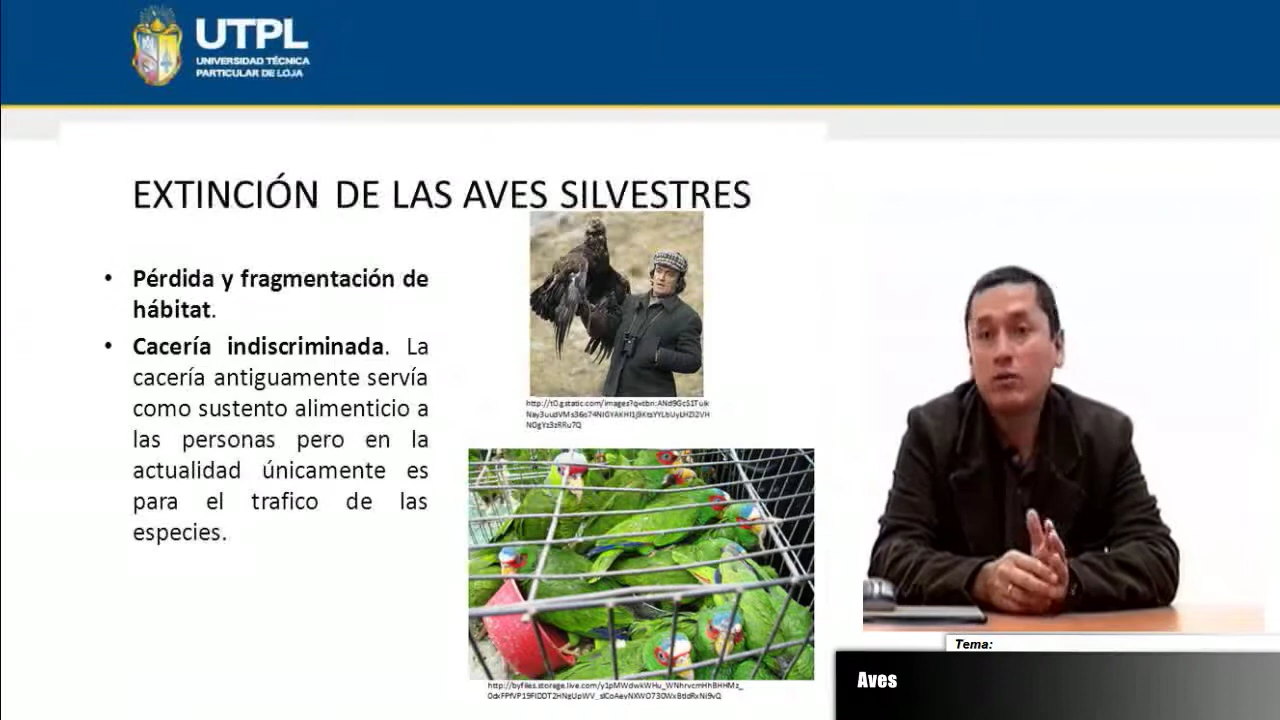 UTPL
UNIVERSIDAD TÉCNICA
PARTICULAR DE LOJA
EXTINCIÓN DE LAS AVES SILVESTRES
• Pérdida y fragmentación de
hábitat.
• Cacería indiscriminada. La
cacería antiguamente servía
como sustento alimenticio a
las personas pero en la
actualidad únicamente es
para el trafico de las
especies.
Tema:
Aves